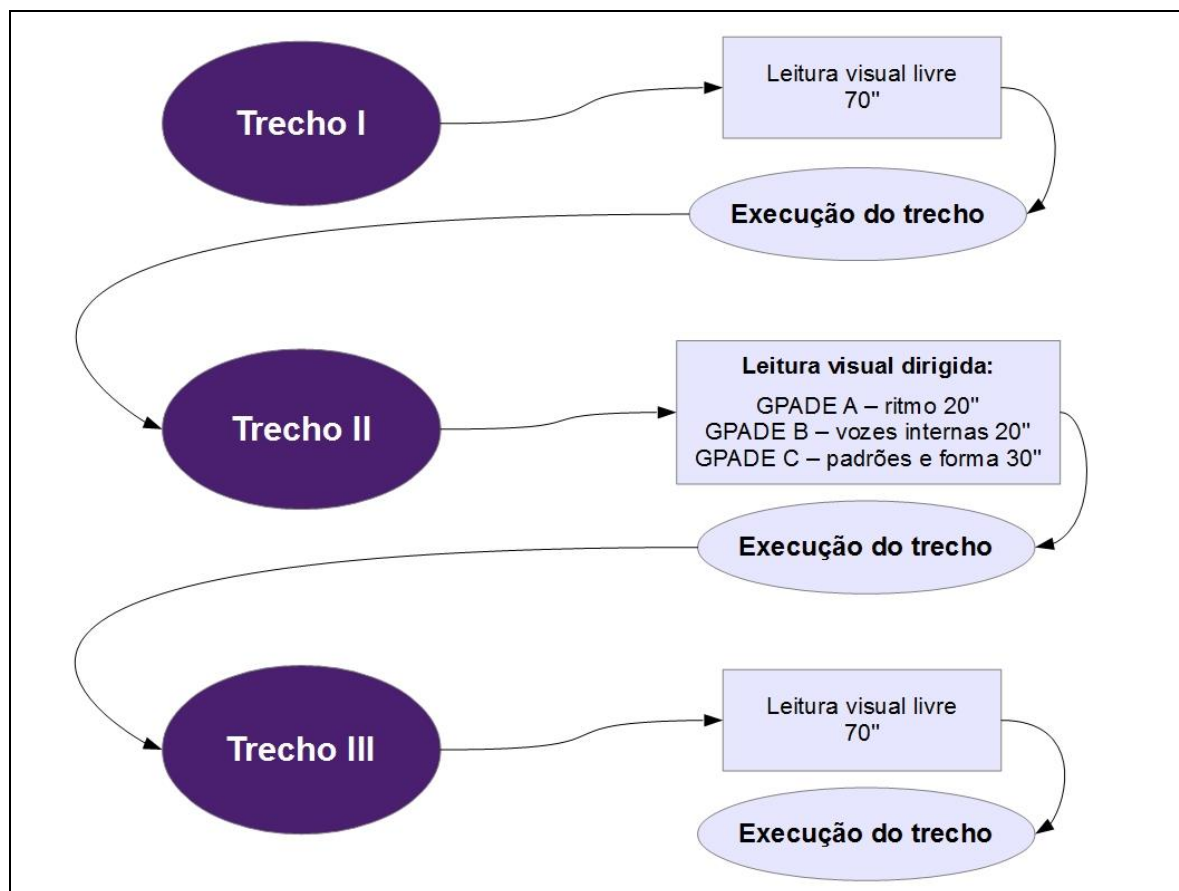 Trecho I
Leitura visual livre
70"
Execução do trecho
Trecho II
Leitura visual dirigida:
GPADE A – ritmo 20"
GPADE B – vozes internas 20"
GPADE C – padrões e forma 30"
Execução do trecho
Trecho III
Leitura visual livre
70"
Execução do trecho